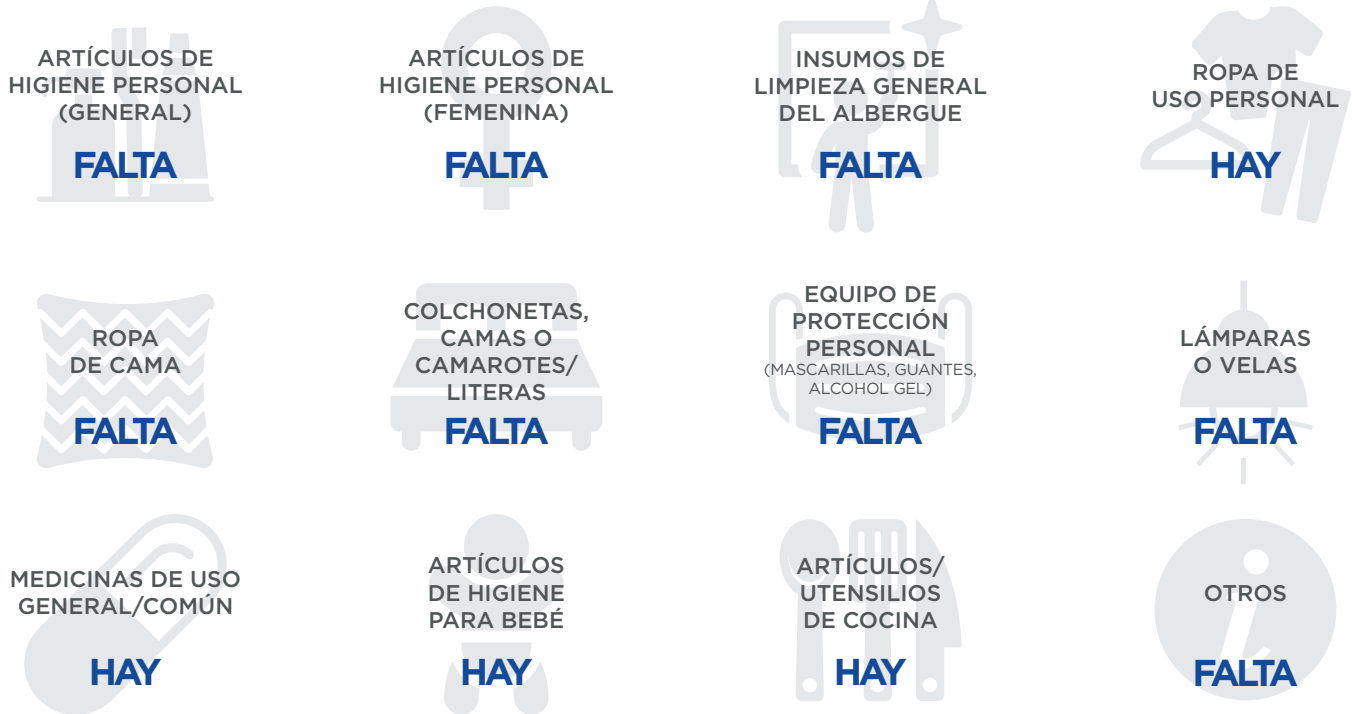 ARTÍCULOS DE
HIGIENE PERSONAL
(GENERAL)
FALTA
ARTÍCULOS DE
HIGIENE PERSONAL
(FEMENINA)
FALTA
INSUMOS DE
LIMPIEZA GENERAL
DEL ALBERGUE
FALTA
ROPA DE
USO PERSONAL
HAY
ROPA
DE CAMA
FALTA
COLCHONETAS,
CAMAS O
CAMAROTES/
LITERAS
FALTA
EQUIPO DE
PROTECCIÓN
PERSONAL
(MASCARILLAS, GUANTES,
ALCOHOL GEL)
FALTA
LÁMPARAS
O VELAS
FALTA
MEDICINAS DE USO
GENERAL/COMÚN
HAY
ARTÍCULOS
DE HIGIENE
PARA BEBÉ
HAY
ARTÍCULOS/
UTENSILIOS
DE COCINA
HAY
OTROS
FALTA